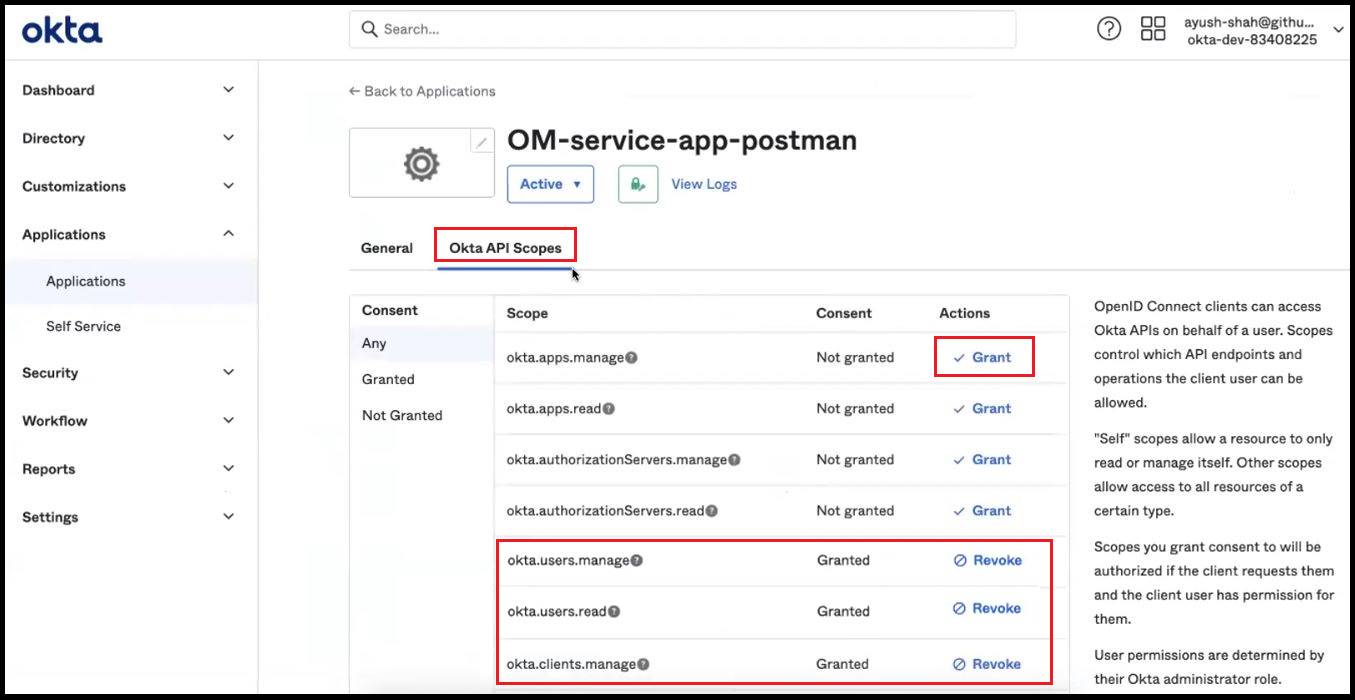 okta
Search...
ayush-shah@githu...
okta-dev-83408225
Dashboard
Directory
Customizations
Applications
Applications
Self Service
Security
Workflow
Reports
Settings
← Back to Applications
OM-service-app-postman
Active ▼
View Logs
General
Okta API Scopes
Consent
Any
Granted
Not Granted
Scope Consent Actions
okta.apps.manage Not granted Grant
okta.apps.read Not granted Grant
okta.authorizationServers.manage Not granted Grant
okta.authorizationServers.read Not granted Grant
okta.users.manage Granted Revoke
okta.users.read Granted Revoke
okta.clients.manage Granted Revoke
OpenID Connect clients can access
Okta APIs on behalf of a user. Scopes
control which API endpoints and
operations the client user can be
allowed.
"Self" scopes allow a resource to only
read or manage itself. Other scopes
allow access to all resources of a
certain type.
Scopes you grant consent to will be
authorized if the client requests them
and the client user has permission for
them.
User permissions are determined by
their Okta administrator role.